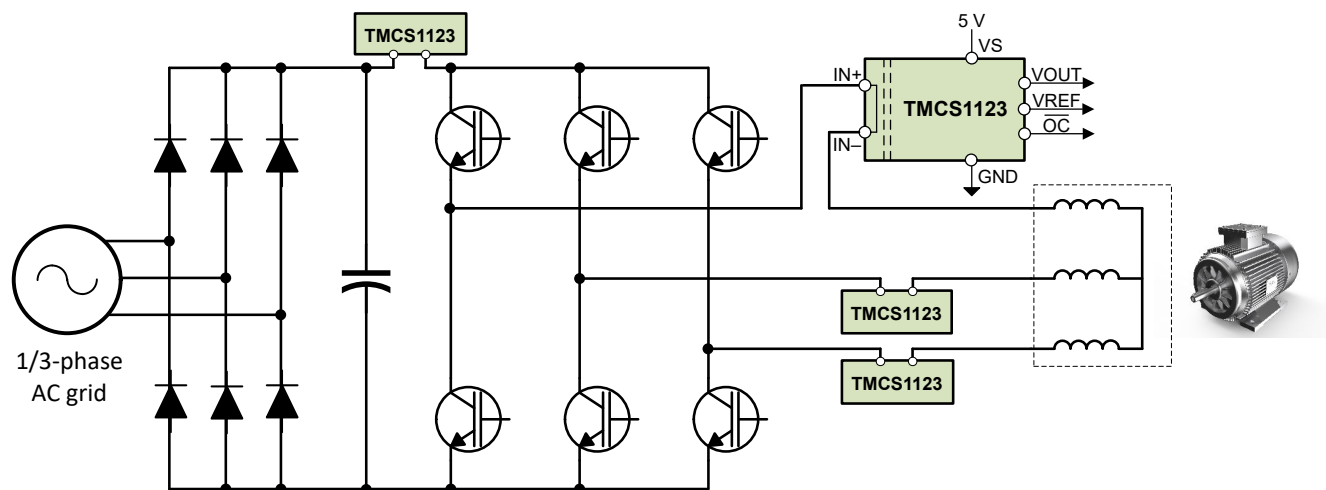 TMCS1123
5 V
VS
IN+
VOUT
TMCS1123
VREF
OC
IN–
GND
TMCS1123
TMCS1123
1/3-phase
AC grid